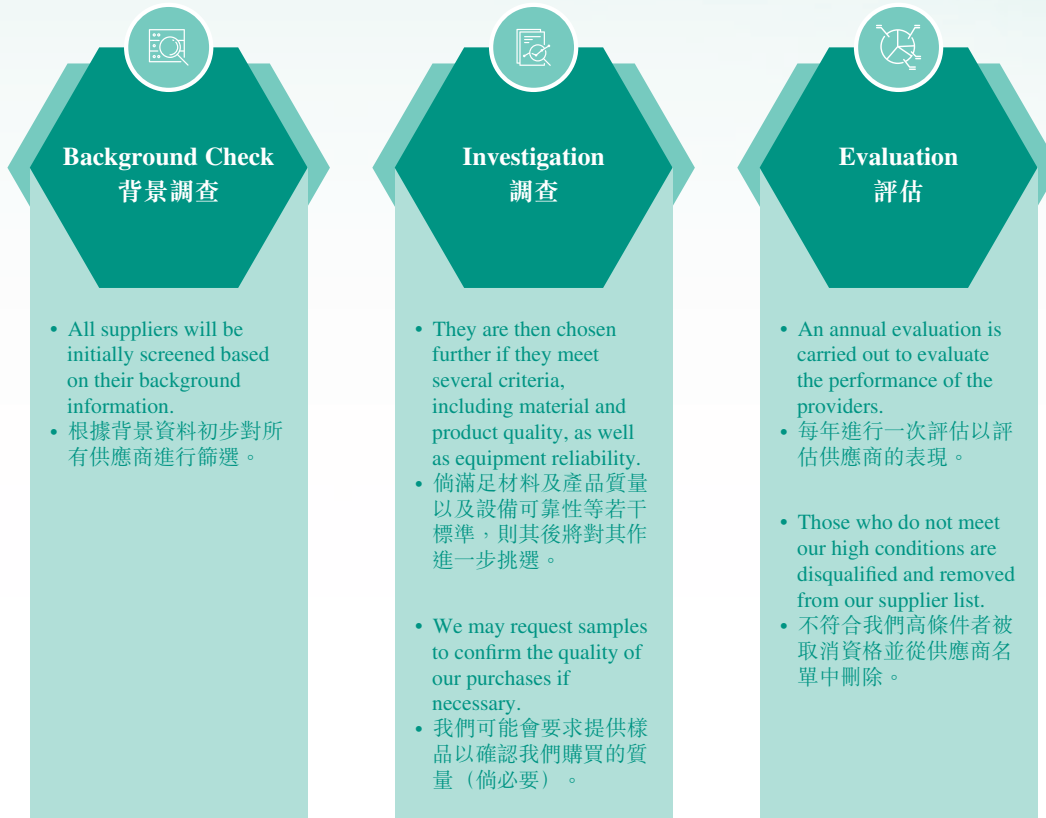 Background Check
背景調查
• All suppliers will be
initially screened based
on their background
information.
• 根據背景資料初步對所
有供應商進行篩選。
Investigation
調查
• They are then chosen
further if they meet
several criteria,
including material and
product quality, as well
as equipment reliability.
• 倘滿足材料及產品質量
以及設備可靠性等若干
標準，則其後將對其作
進一步挑選。
• We may request samples
to confirm the quality of
our purchases if
necessary.
• 我們可能會要求提供樣
品以確認我們購買的質
量（倘必要）。
Evaluation
評估
• An annual evaluation is
carried out to evaluate
the performance of the
providers.
• 每年進行一次評估以評
估供應商的表現。
• Those who do not meet
our high conditions are
disqualified and removed
from our supplier list.
• 不符合我們高條件者被
取消資格並從供應商名
單中刪除。